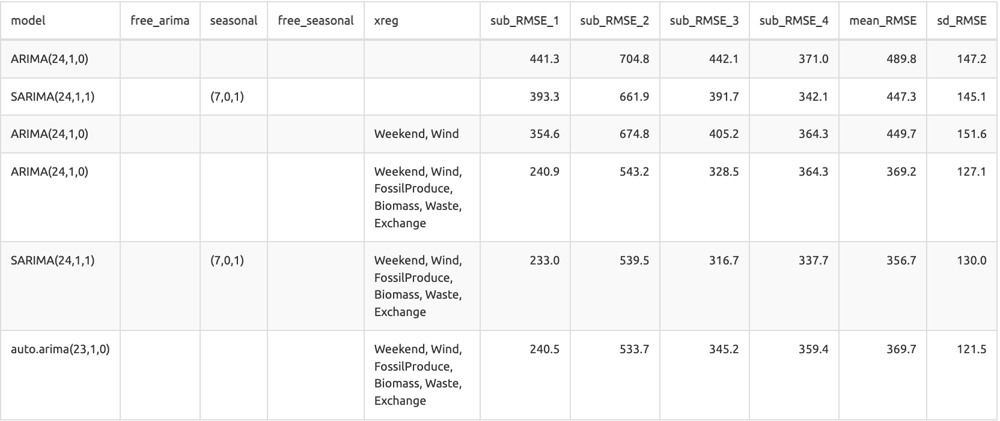 model free_arima seasonal free_seasonal xreg sub_RMSE_1 sub_RMSE_2 sub_RMSE_3 sub_RMSE_4 mean_RMSE sd_RMSE
ARIMA(24,1,0) 441.3 704.8 442.1 371.0 489.8 147.2
SARIMA(24,1,1) (7,0,1) 393.3 661.9 391.7 342.1 447.3 145.1
ARIMA(24,1,0) Weekend, Wind 354.6 674.8 405.2 364.3 449.7 151.6
ARIMA(24,1,0) Weekend, Wind, 240.9 543.2 328.5 364.3 369.2 127.1
FossilProduce,
Biomass, Waste,
Exchange
SARIMA(24,1,1) (7,0,1) Weekend, Wind, 233.0 539.5 316.7 337.7 356.7 130.0
FossilProduce,
Biomass, Waste,
Exchange
auto.arima(23,1,0) Weekend, Wind, 240.5 533.7 345.2 359.4 369.7 121.5
FossilProduce,
Biomass, Waste,
Exchange